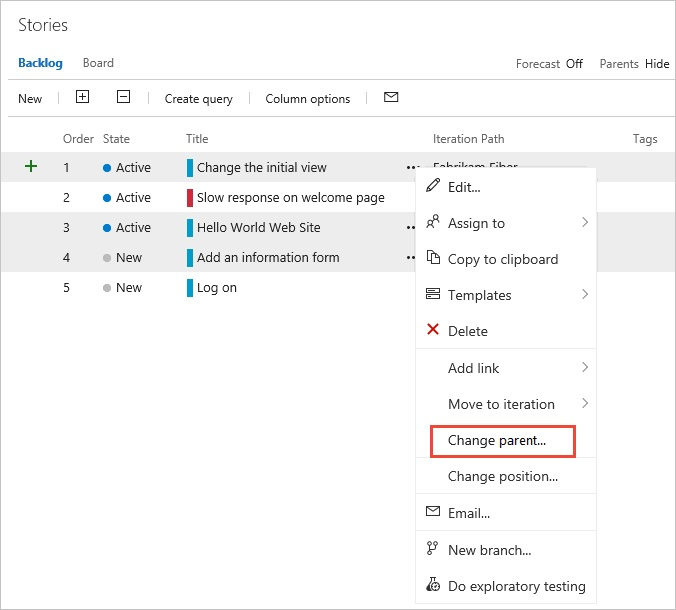 Stories
Backlog Board Forecast Off Parents Hide
New Create query Column options
Order State Title Iteration Path Tags
1 Active Change the initial view ••• Fabrikam Fiber
2 Active Slow response on welcome page
3 Active Hello World Web Site
4 New Add an information form
5 New Log on
Edit...
Assign to
Copy to clipboard
Templates
Delete
Add link
Move to iteration
Change parent...
Change position...
Email...
New branch...
Do exploratory testing